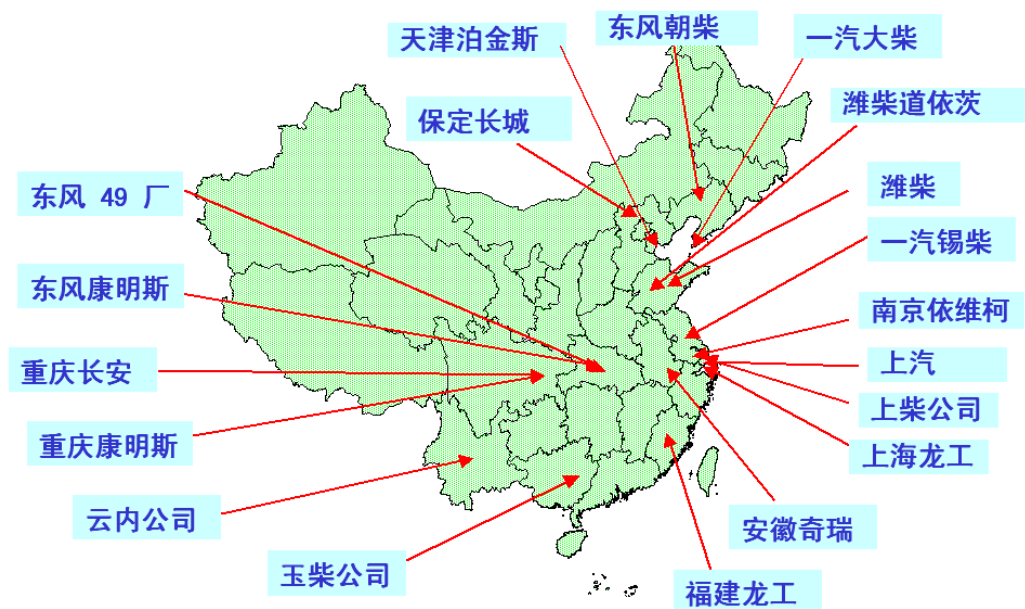 天津泊金斯
东风朝柴
一汽大柴
保定长城
潍柴道依茨
东风 49 厂
潍柴
一汽锡柴
东风康明斯
南京依维柯
重庆长安
上汽
上柴公司
重庆康明斯
上海龙工
云内公司
安徽奇瑞
玉柴公司
福建龙工